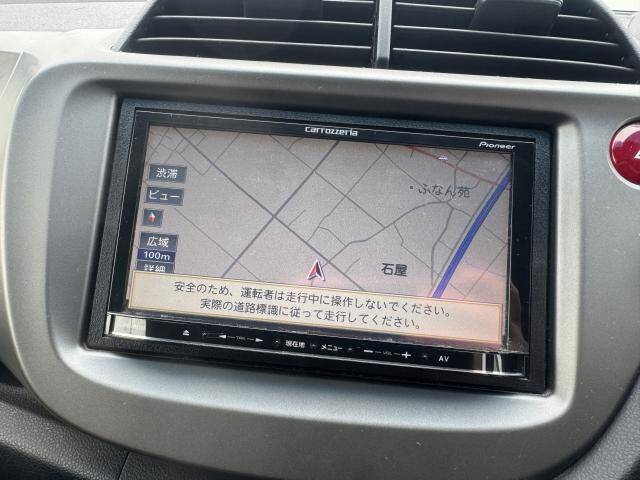 carrozzeria
Pioneer
渋滞
ビュー
・ふなん苑
広域
100m
石屋
詳細
安全のため、運転者は走行中に操作しないでください。
実際の道路標識に従って走行してください。
現在地 メニュー − VOL + AV